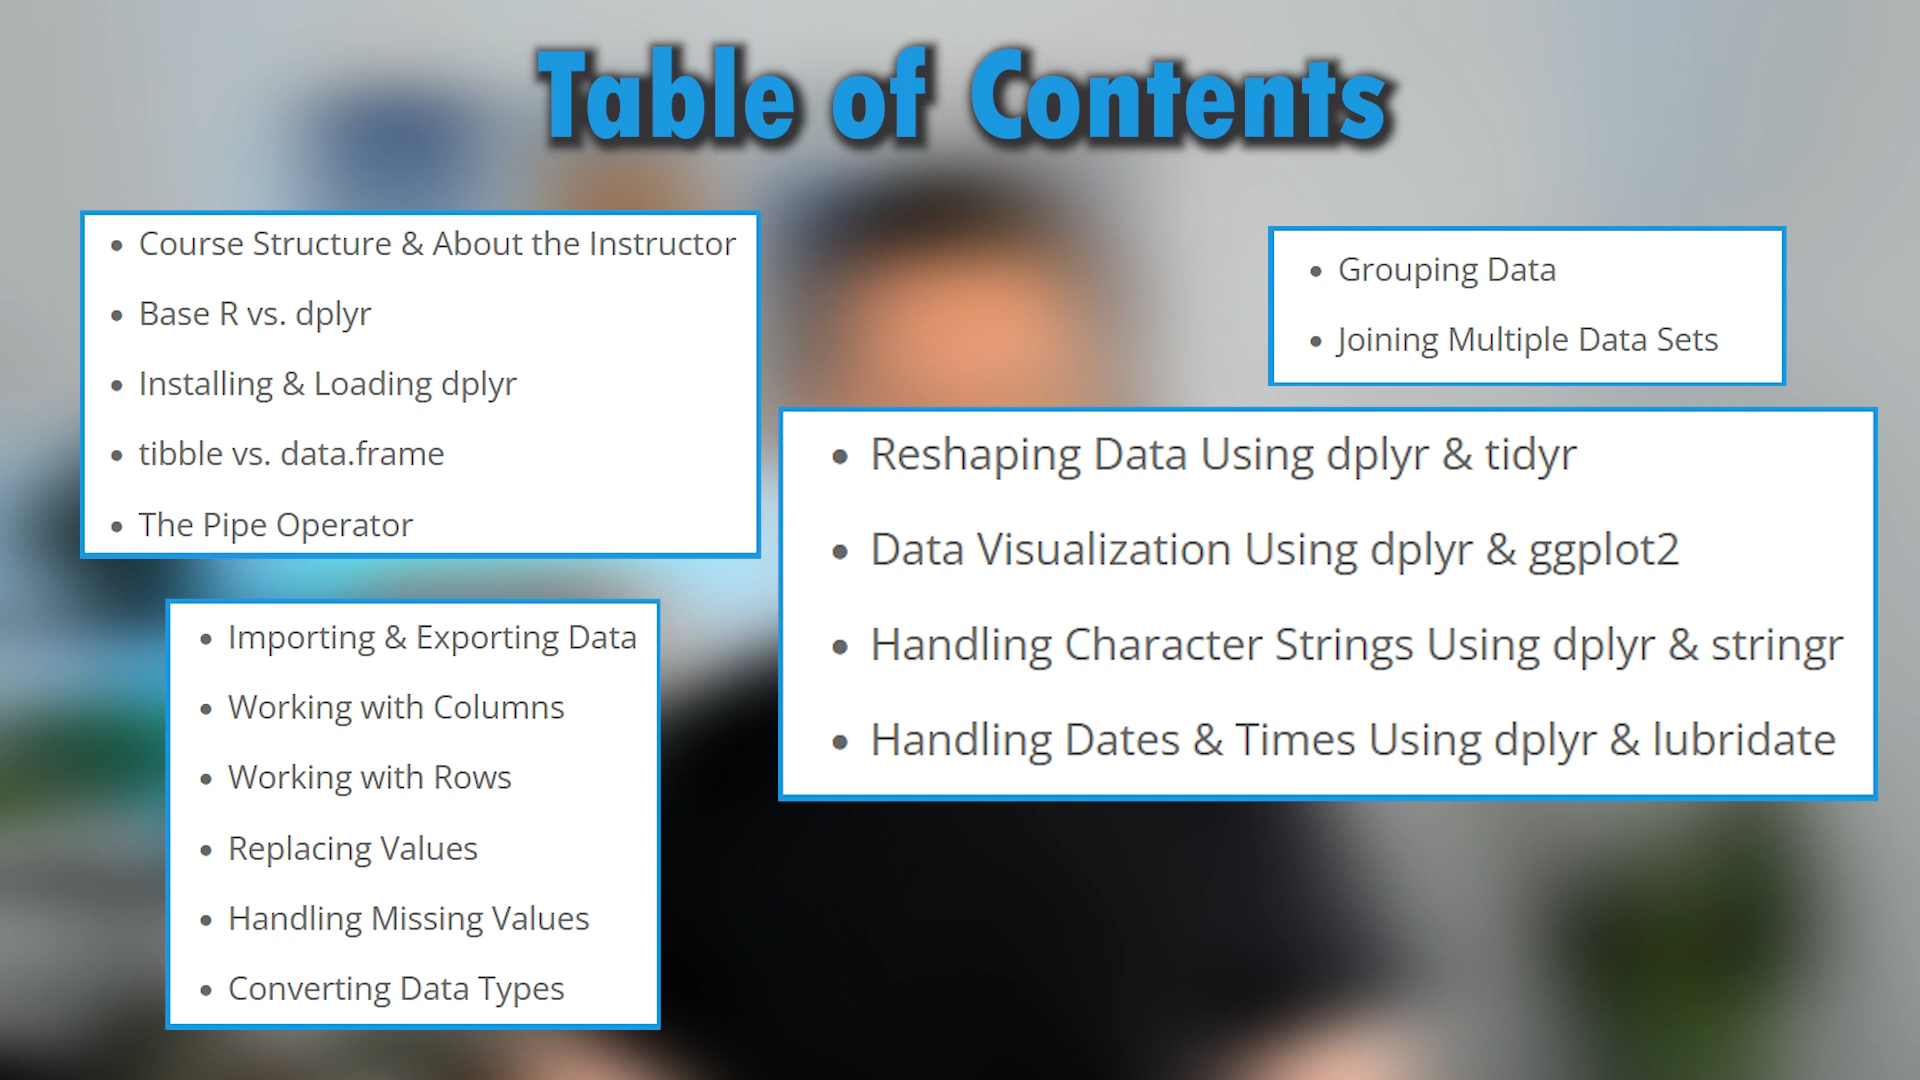 Table of Contents
Course Structure & About the Instructor
Base R vs. dplyr
Installing & Loading dplyr
tibble vs. data.frame
The Pipe Operator
Importing & Exporting Data
Working with Columns
Working with Rows
Replacing Values
Handling Missing Values
Converting Data Types
Grouping Data
Joining Multiple Data Sets
Reshaping Data Using dplyr & tidyr
Data Visualization Using dplyr & ggplot2
Handling Character Strings Using dplyr & stringr
Handling Dates & Times Using dplyr & lubridate